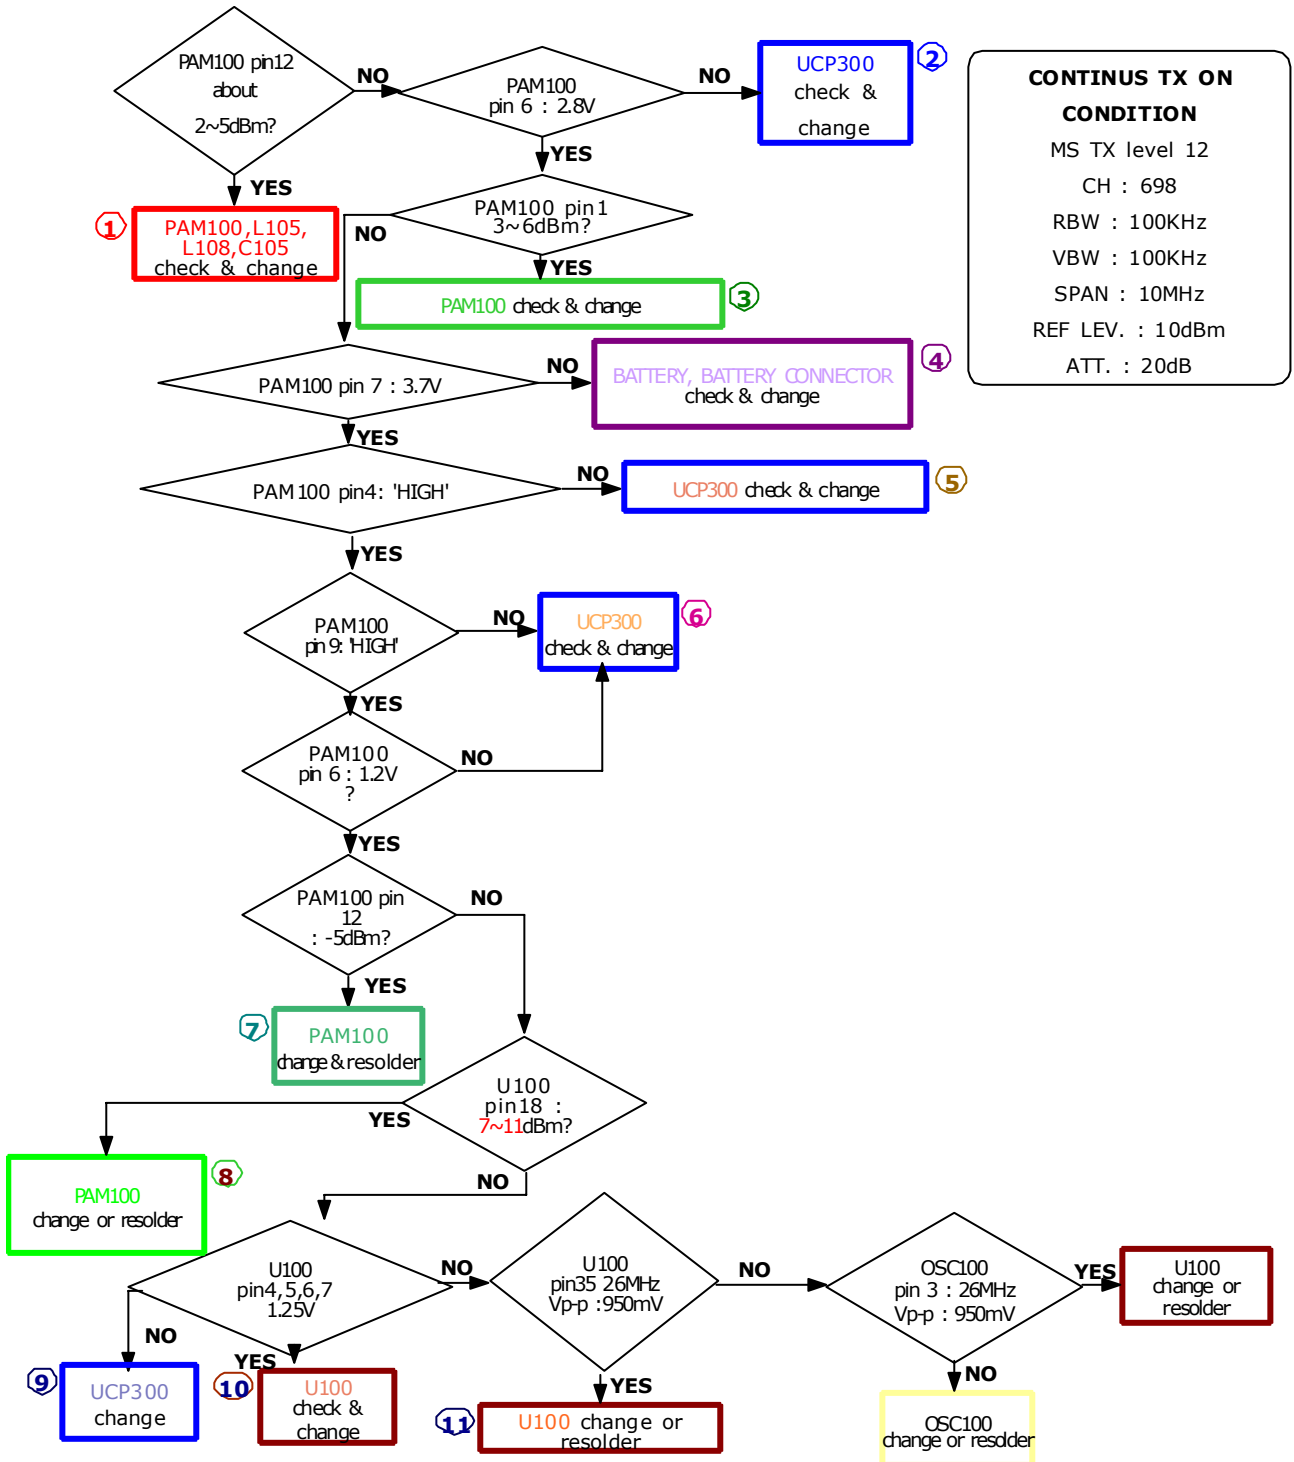 PAM100 pin12
about
2~5dBm?
NO
PAM100
pin 6 : 2.8V
NO
UCP300
check &
change
2
CONTINUS TX ON
CONDITION
MS TX level 12
CH : 698
RBW : 100KHz
VBW : 100KHz
SPAN : 10MHz
REF LEV. : 10dBm
ATT. : 20dB
YES
YES
1
PAM100,L105,
L108,C105
check & change
PAM100 pin1
3~6dBm?
NO
YES
PAM100 check & change
3
PAM100 pin 7 : 3.7V
NO
BATTERY, BATTERY CONNECTOR
check & change
4
YES
PAM100 pin4: 'HIGH'
NO
UCP300 check & change
5
YES
PAM100
pin 9: 'HIGH'
NO
UCP300
check & change
6
YES
PAM100
pin 6 : 1.2V
?
NO
YES
PAM100 pin
12
: -5dBm?
NO
YES
7
PAM100
change & resolder
U100
pin18 :
7~11dBm?
YES
8
PAM100
change or resolder
NO
U100
pin4,5,6,7
1.25V
NO
U100
pin35 26MHz
Vp-p :950mV
NO
OSC100
pin 3 : 26MHz
Vp-p : 950mV
YES
U100
change or
resolder
NO
YES
YES
NO
9
UCP300
change
10
U100
check &
change
11
U100 change or
resolder
OSC100
change or resolder